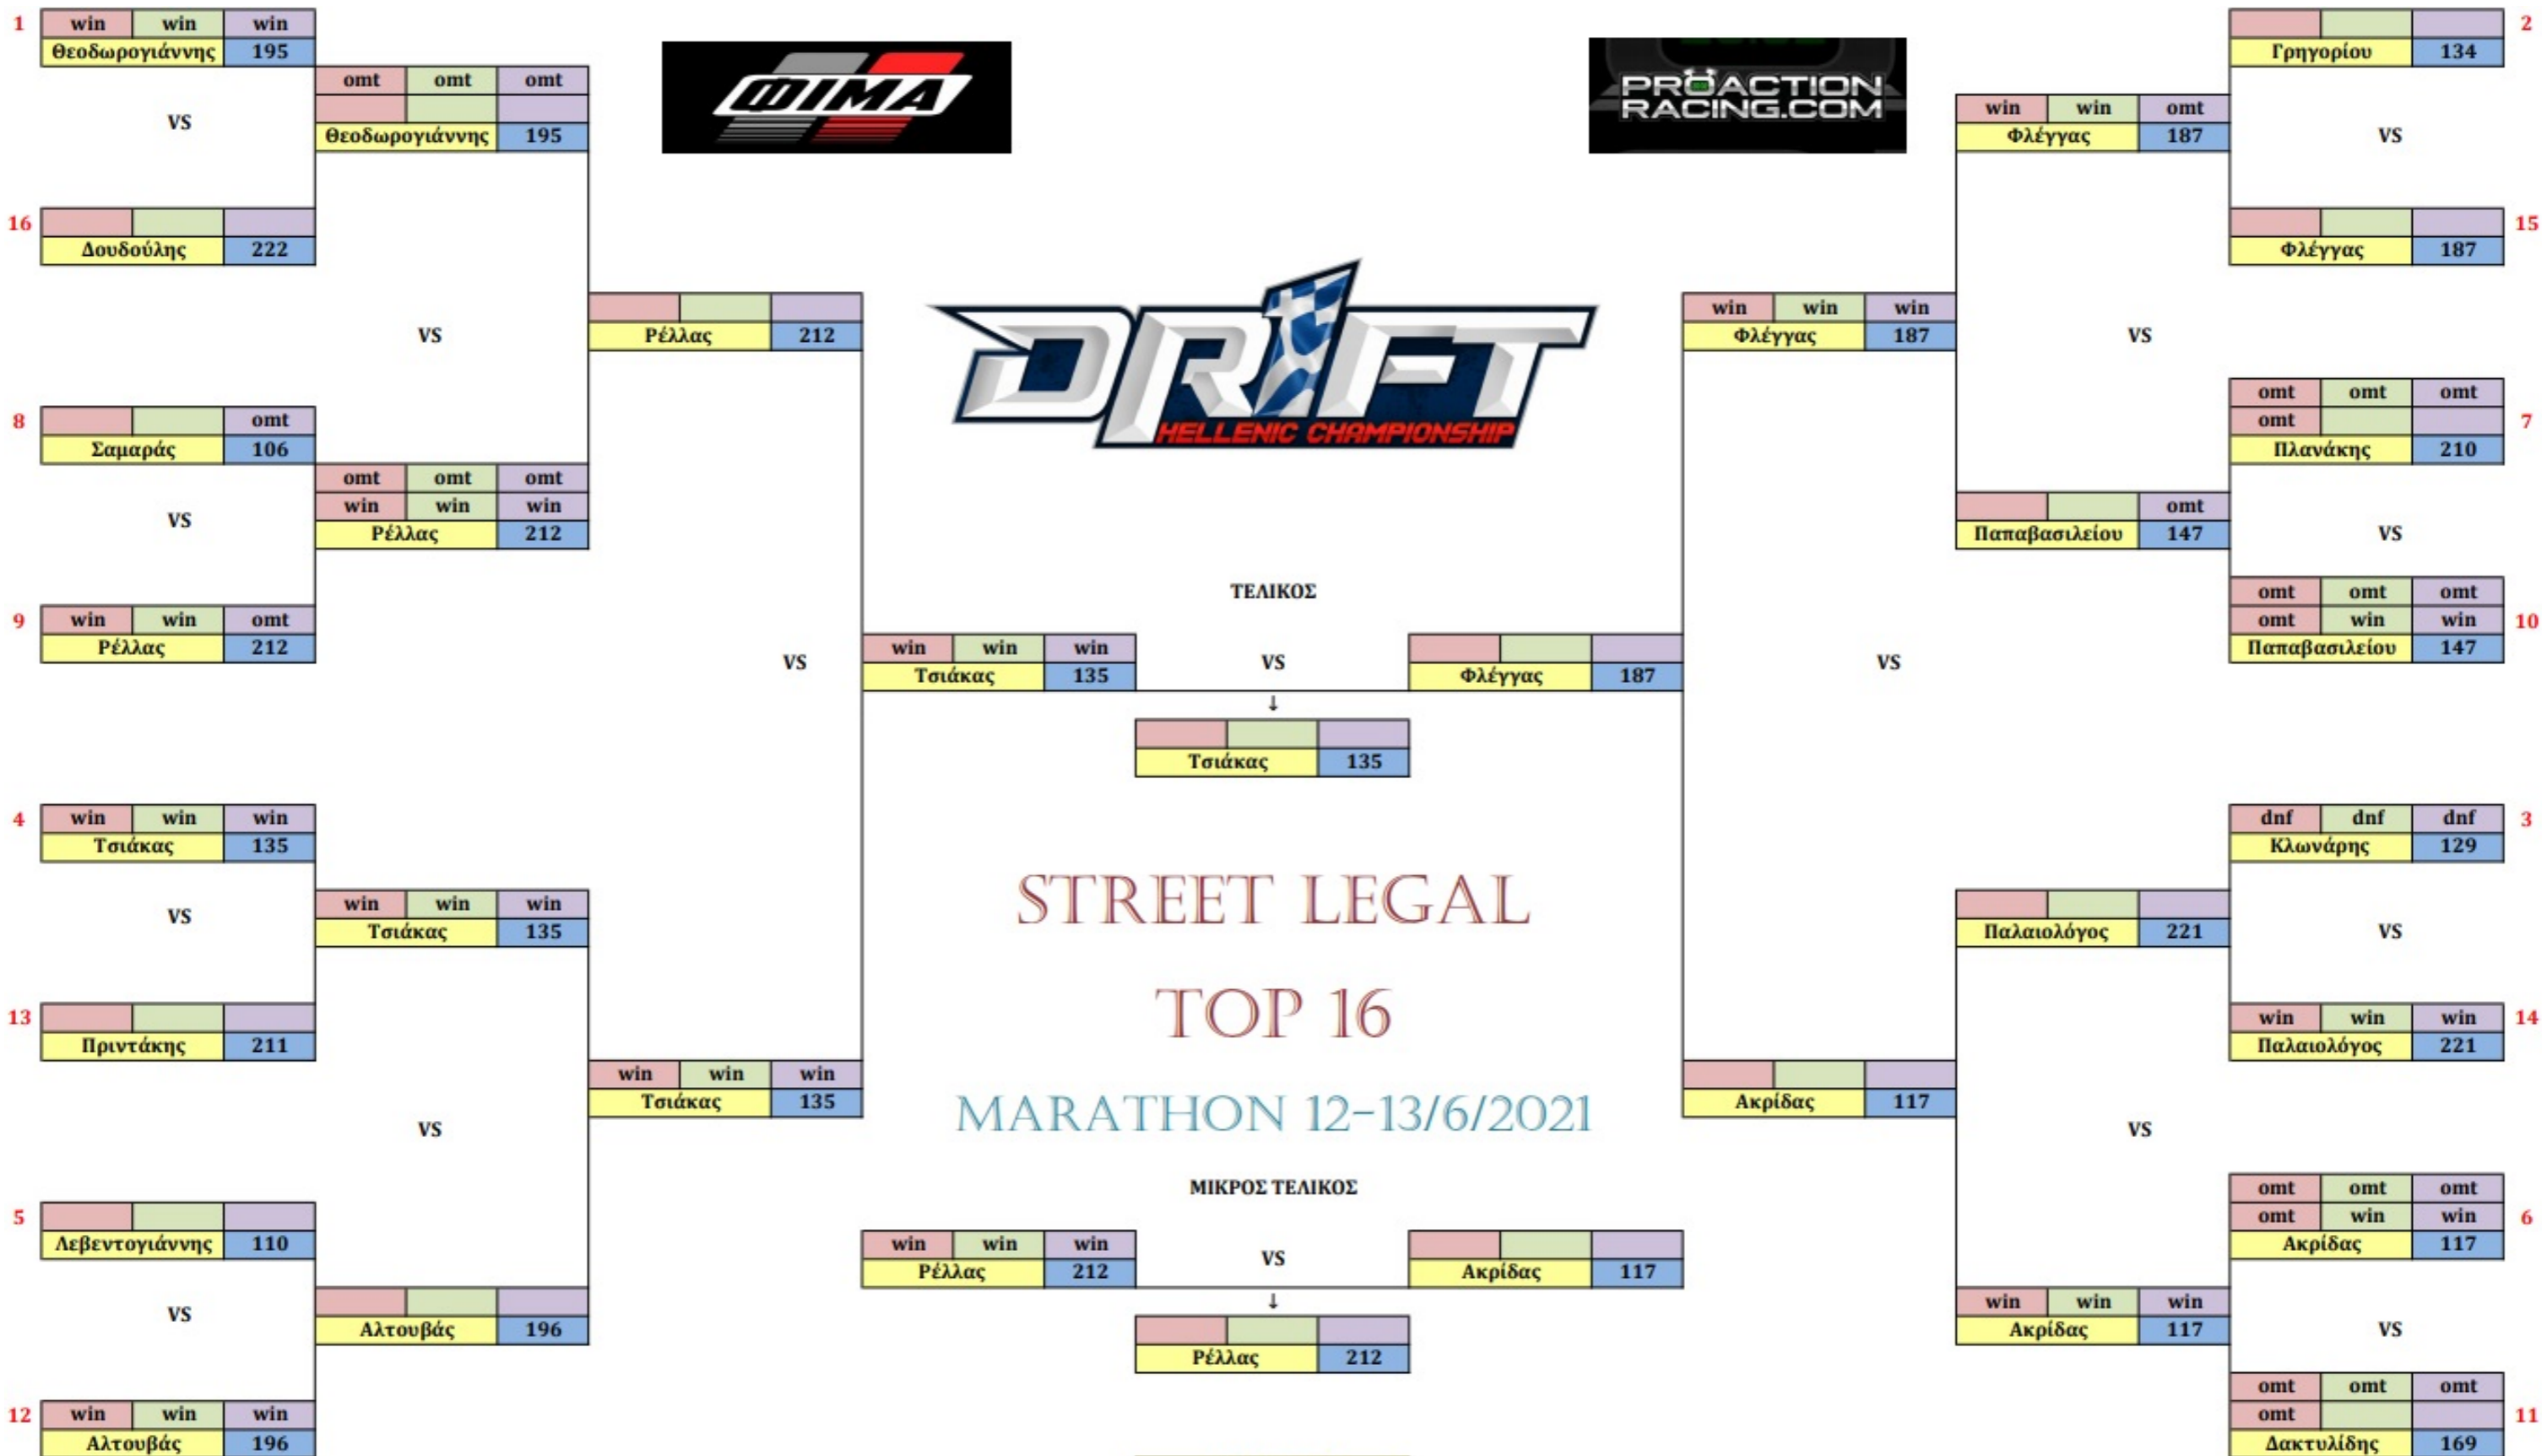 1 win win win
Θεοδωρογιάννης 195
VS
16
Δουδούλης 222
omt omt omt
Θεοδωρογιάννης 195
VS
8 omt
Σαμαράς 106
VS
9 win win omt
Ρέλλας 212
omt omt omt
win win win
Ρέλλας 212
Ρέλλας 212
VS
4 win win win
Τσιάκας 135
VS
13
Πριντάκης 211
win win win
Τσιάκας 135
VS
5
Λεβεντογιάννης 110
VS
12 win win win
Αλτουβάς 196
Αλτουβάς 196
win win win
Τσιάκας 135
ΦΙΜΑ
PROACTION
RACING.COM
DR1FT
HELLENIC CHAMPIONSHIP
ΤΕΛΙΚΟΣ
win win win
Τσιάκας 135
VS
Φλέγγας 187
↓
Τσιάκας 135
STREET LEGAL
TOP 16
MARATHON 12-13/6/2021
ΜΙΚΡΟΣ ΤΕΛΙΚΟΣ
win win win
Ρέλλας 212
VS
Ακρίδας 117
↓
Ρέλλας 212
win win win
Φλέγγας 187
VS
Ακρίδας 117
win win omt
Φλέγγας 187
VS
omt
Παπαβασιλείου 147
Παλαιολόγος 221
VS
win win win
Ακρίδας 117
2
Γρηγορίου 134
VS
15
Φλέγγας 187
omt omt omt
omt 7
Πλανάκης 210
VS
omt omt omt
omt win win 10
Παπαβασιλείου 147
dnf dnf dnf 3
Κλωνάρης 129
VS
win win win 14
Παλαιολόγος 221
omt omt omt
omt win win 6
Ακρίδας 117
VS
omt omt omt
omt 11
Δακτυλίδης 169